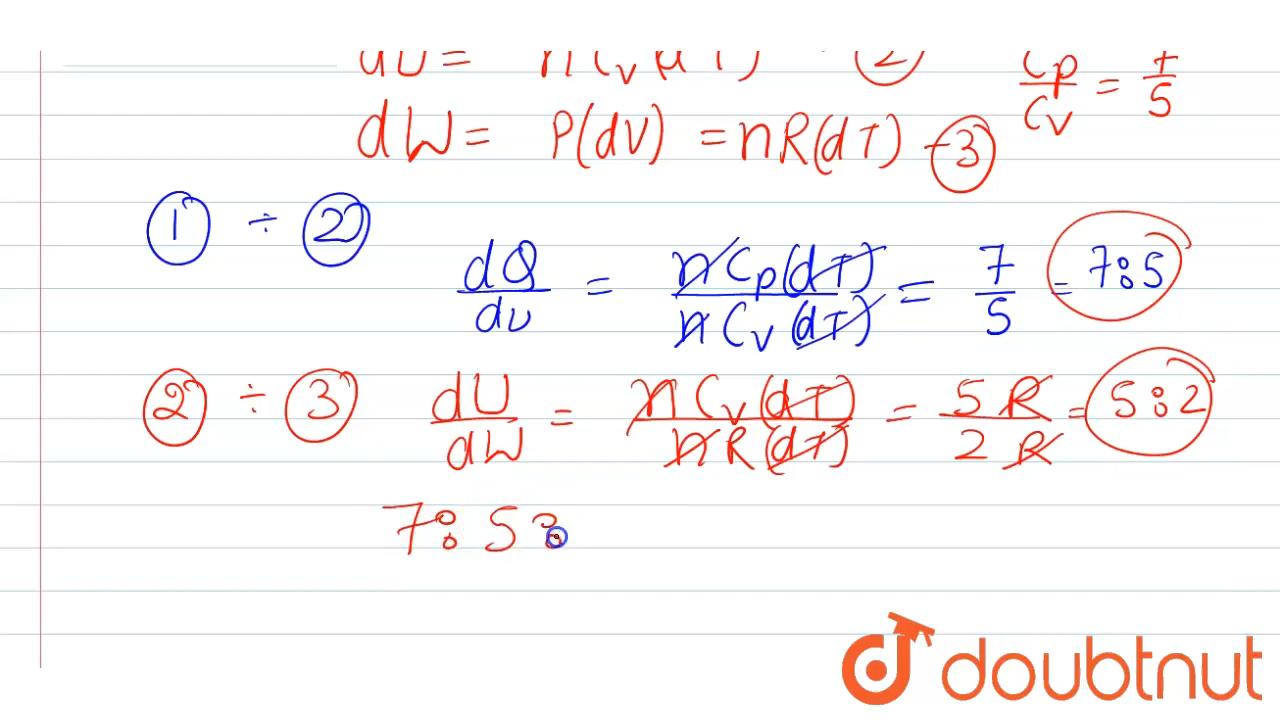 dU = nCv(dT) - 2
Cp/Cv = 7/5
dW = P(dV) = nR(dT) - 3
1 ÷ 2
dQ/dU = nCp(dT)/nCv(dT) = 7/5 = 7:5
2 ÷ 3 dU/dW = nCv(dT)/nR(dT) = 5R/2R = 5:2
7:5:
doubtnut